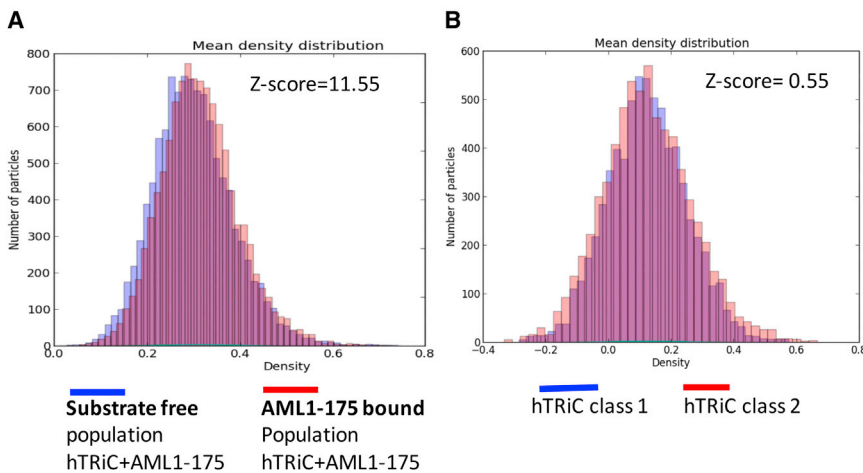 A
Mean density distribution
Z-score=11.55
Number of particles
800
700
600
500
400
300
200
100
0
0.0 0.2 0.4 0.6 0.8
Density
Substrate free
population
hTRiC+AML1-175
AML1-175 bound
Population
hTRiC+AML1-175
B
Mean density distribution
Z-score= 0.55
Number of particles
600
500
400
300
200
100
0
−0.4 −0.2 0.0 0.2 0.4 0.6 0.8
Density
hTRiC class 1
hTRiC class 2